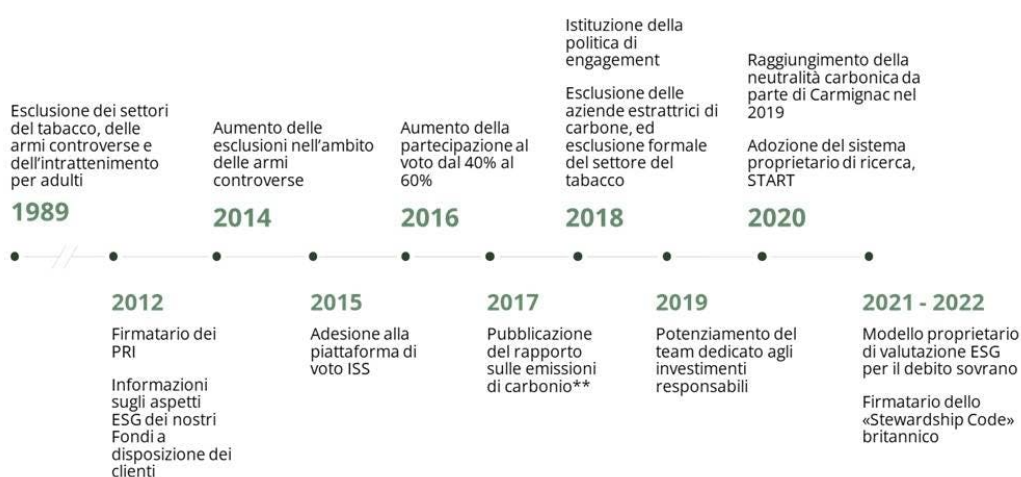 Esclusione dei settori
del tabacco, delle
armi controverse e
dell'intrattenimento
per adulti
1989
Aumento delle
esclusioni nell'ambito
delle armi
controverse
2014
Aumento della
partecipazione al
voto dal 40% al
60%
2016
Istituzione della
politica di
engagement
Esclusione delle
aziende estrattrici di
carbone, ed
esclusione formale
del settore del
tabacco
2018
Raggiungimento della
neutralità carbonica da
parte di Carmignac nel
2019
Adozione del sistema
proprietario di ricerca,
START
2020
2012
Firmatario dei
PRI
Informazioni
sugli aspetti
ESG dei nostri
Fondi a
disposizione dei
clienti
2015
Adesione alla
piattaforma di
voto ISS
2017
Pubblicazione
del rapporto
sulle emissioni
di carbonio**
2019
Potenziamento del
team dedicato agli
investimenti
responsabili
2021 - 2022
Modello proprietario
di valutazione ESG
per il debito sovrano
Firmatario dello
«Stewardship Code»
britannico